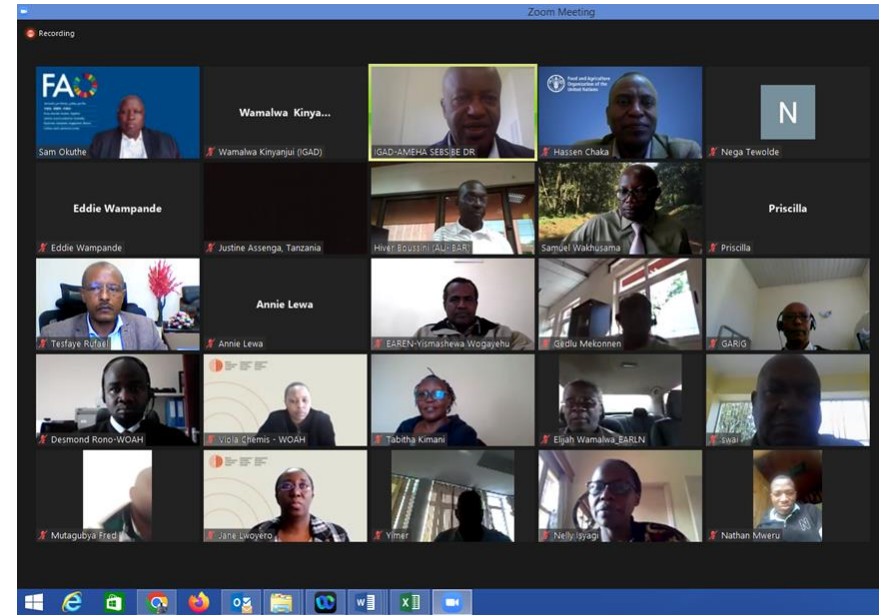 Zoom Meeting
Recording
FAO
Sam Okuthe
Wamalwa Kinya...
Wamalwa Kinyanjui (IGAD)
IGAD-AMEHA SEBSIBE DR
Food and Agriculture
Organization of the
United Nations
Hassen Chaka
N
Nega Tewolde
Eddie Wampande
Eddie Wampande
Justine Assenga, Tanzania
Hiver Boussini (AU- BAR)
Samuel Wakhusama
Priscilla
Priscilla
Tesfaye Rufael
Annie Lewa
Annie Lewa
EAREN-Yismashewa Wogayehu
Gedlu Mekonnen
GARIG
Desmond Rono-WOAH
Viola Chemis - WOAH
Tabitha Kimani
Elijah Wamalwa_EARLN
swai
Mutagubya Fred
Jane Lwoyero
Yimer
Nelly Isyagi
Nathan Mweru